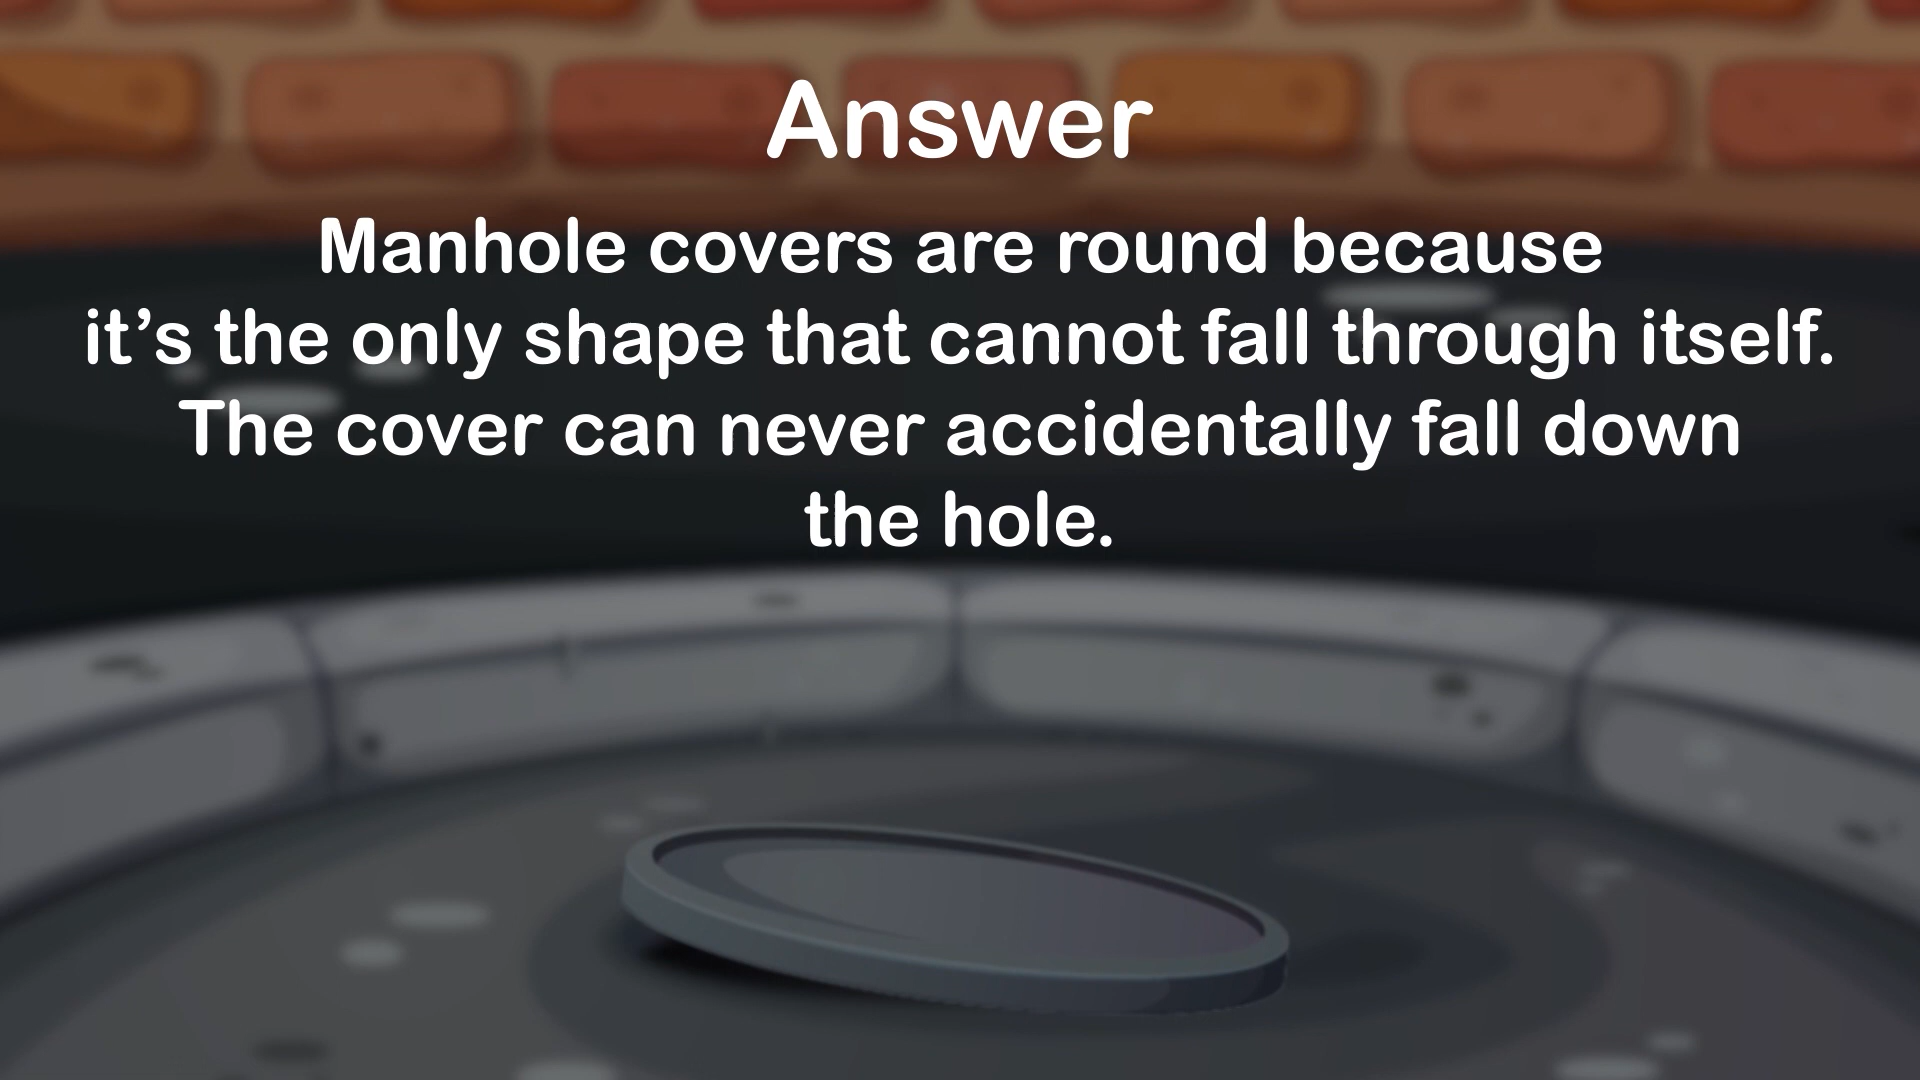 Answer
Manhole covers are round because
it’s the only shape that cannot fall through itself.
The cover can never accidentally fall down
the hole.